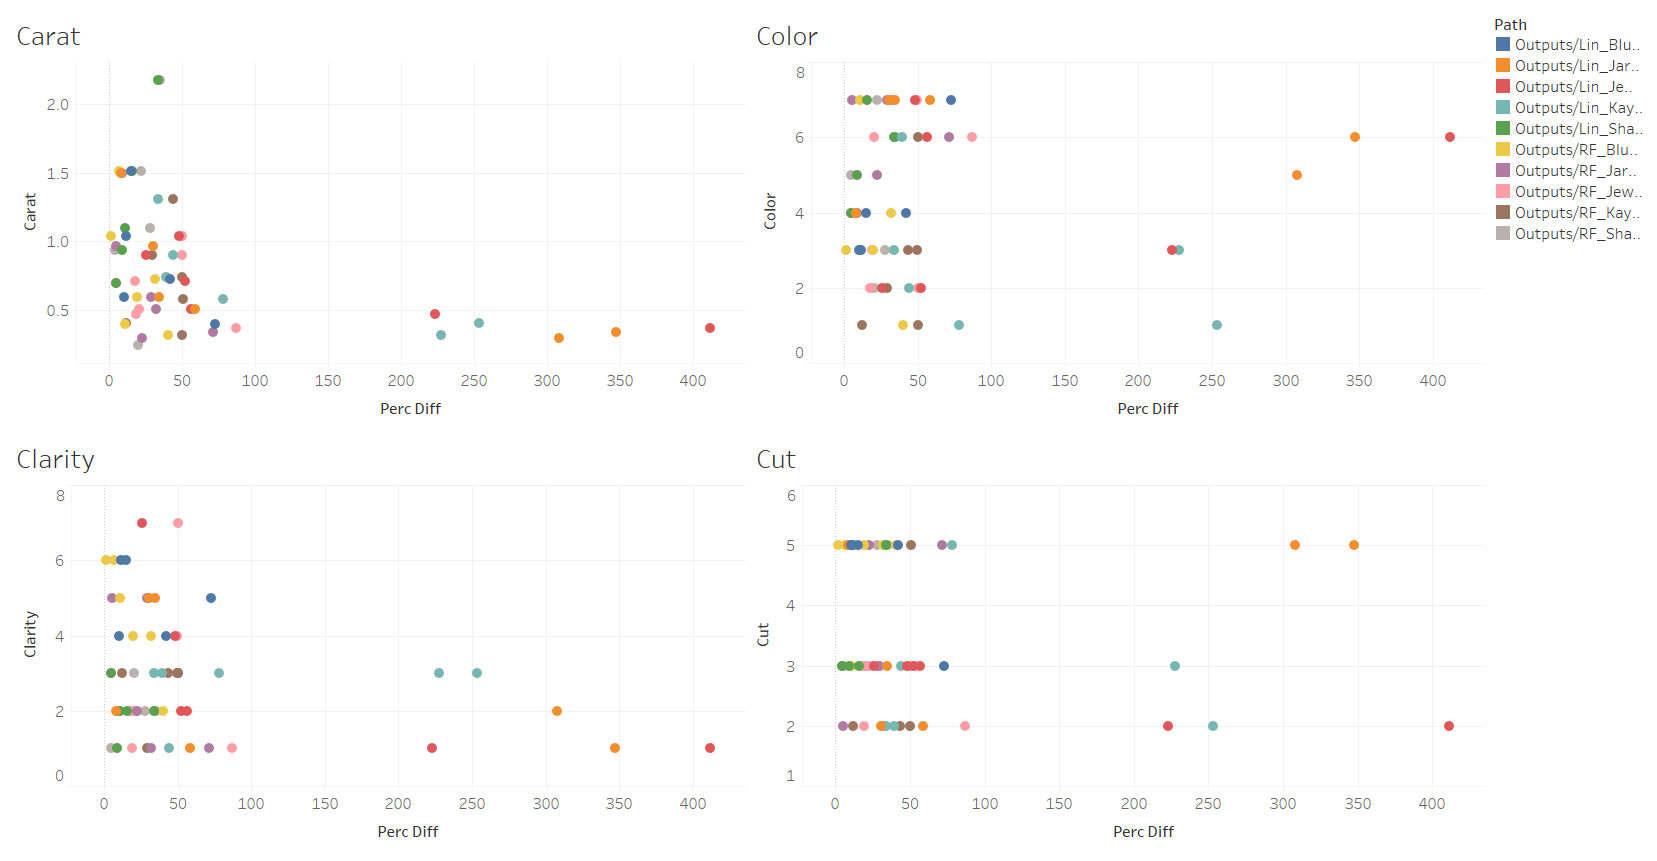 Carat
Carat
2.0
1.5
1.0
0.5
0 50 100 150 200 250 300 350 400
Perc Diff
Color
Color
8
6
4
2
0
0 50 100 150 200 250 300 350 400
Perc Diff
Path
Outputs/Lin_Blu..
Outputs/Lin_Jar..
Outputs/Lin_Je..
Outputs/Lin_Kay..
Outputs/Lin_Sha..
Outputs/RF_Blu..
Outputs/RF_Jar..
Outputs/RF_Jew..
Outputs/RF_Kay..
Outputs/RF_Sha..
Clarity
Clarity
8
6
4
2
0
0 50 100 150 200 250 300 350 400
Perc Diff
Cut
Cut
6
5
4
3
2
1
0 50 100 150 200 250 300 350 400
Perc Diff